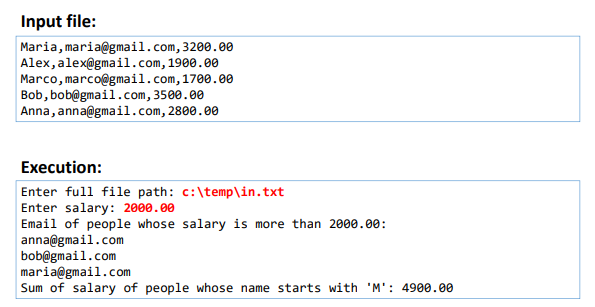 Input file:
Maria,maria@gmail.com,3200.00
Alex,alex@gmail.com,1900.00
Marco,marco@gmail.com,1700.00
Bob,bob@gmail.com,3500.00
Anna,anna@gmail.com,2800.00
Execution:
Enter full file path: c:\temp\in.txt
Enter salary: 2000.00
Email of people whose salary is more than 2000.00:
anna@gmail.com
bob@gmail.com
maria@gmail.com
Sum of salary of people whose name starts with 'M': 4900.00